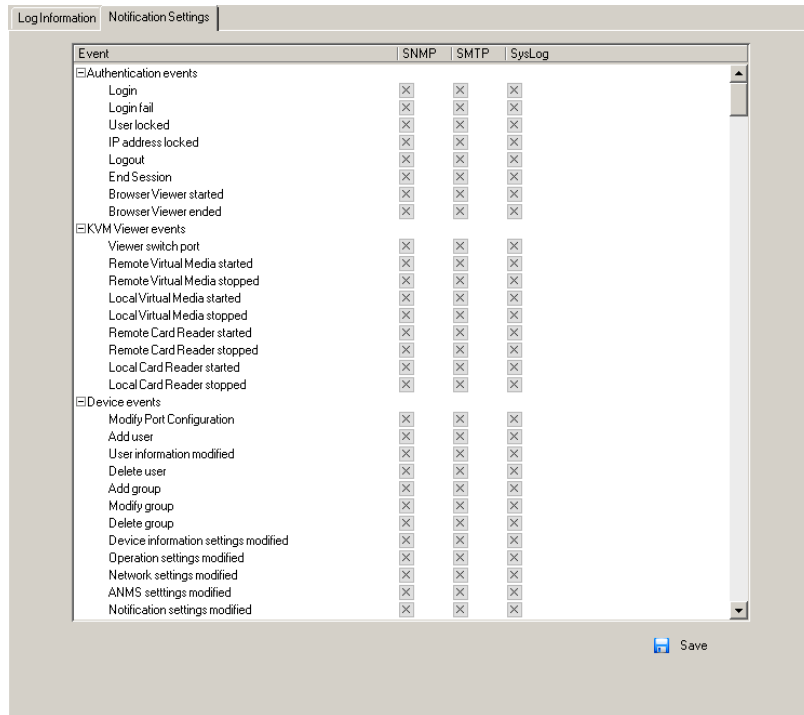 Log Information Notification Settings
Event SNMP SMTP SysLog
Authentication events
Login
Login fail
User locked
IP address locked
Logout
End Session
Browser Viewer started
Browser Viewer ended
KVM Viewer events
Viewer switch port
Remote Virtual Media started
Remote Virtual Media stopped
Local Virtual Media started
Local Virtual Media stopped
Remote Card Reader started
Remote Card Reader stopped
Local Card Reader started
Local Card Reader stopped
Device events
Modify Port Configuration
Add user
User information modified
Delete user
Add group
Modify group
Delete group
Device information settings modified
Operation settings modified
Network settings modified
ANMS setttings modified
Notification settings modified
Save